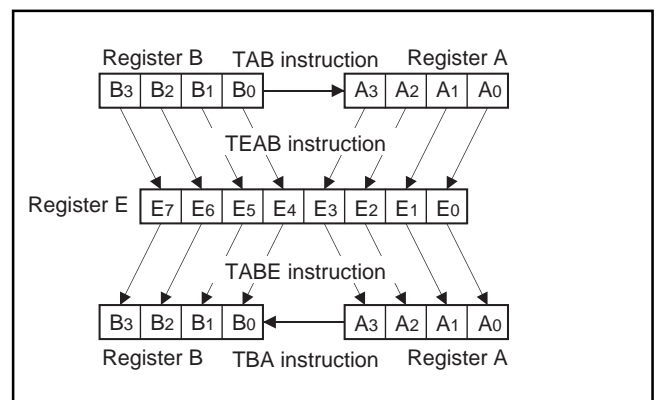 Register B TAB instruction Register A
B3 B2 B1 B0 A3 A2 A1 A0
TEAB instruction
Register E E7 E6 E5 E4 E3 E2 E1 E0
TABE instruction
B3 B2 B1 B0 A3 A2 A1 A0
Register B TBA instruction Register A